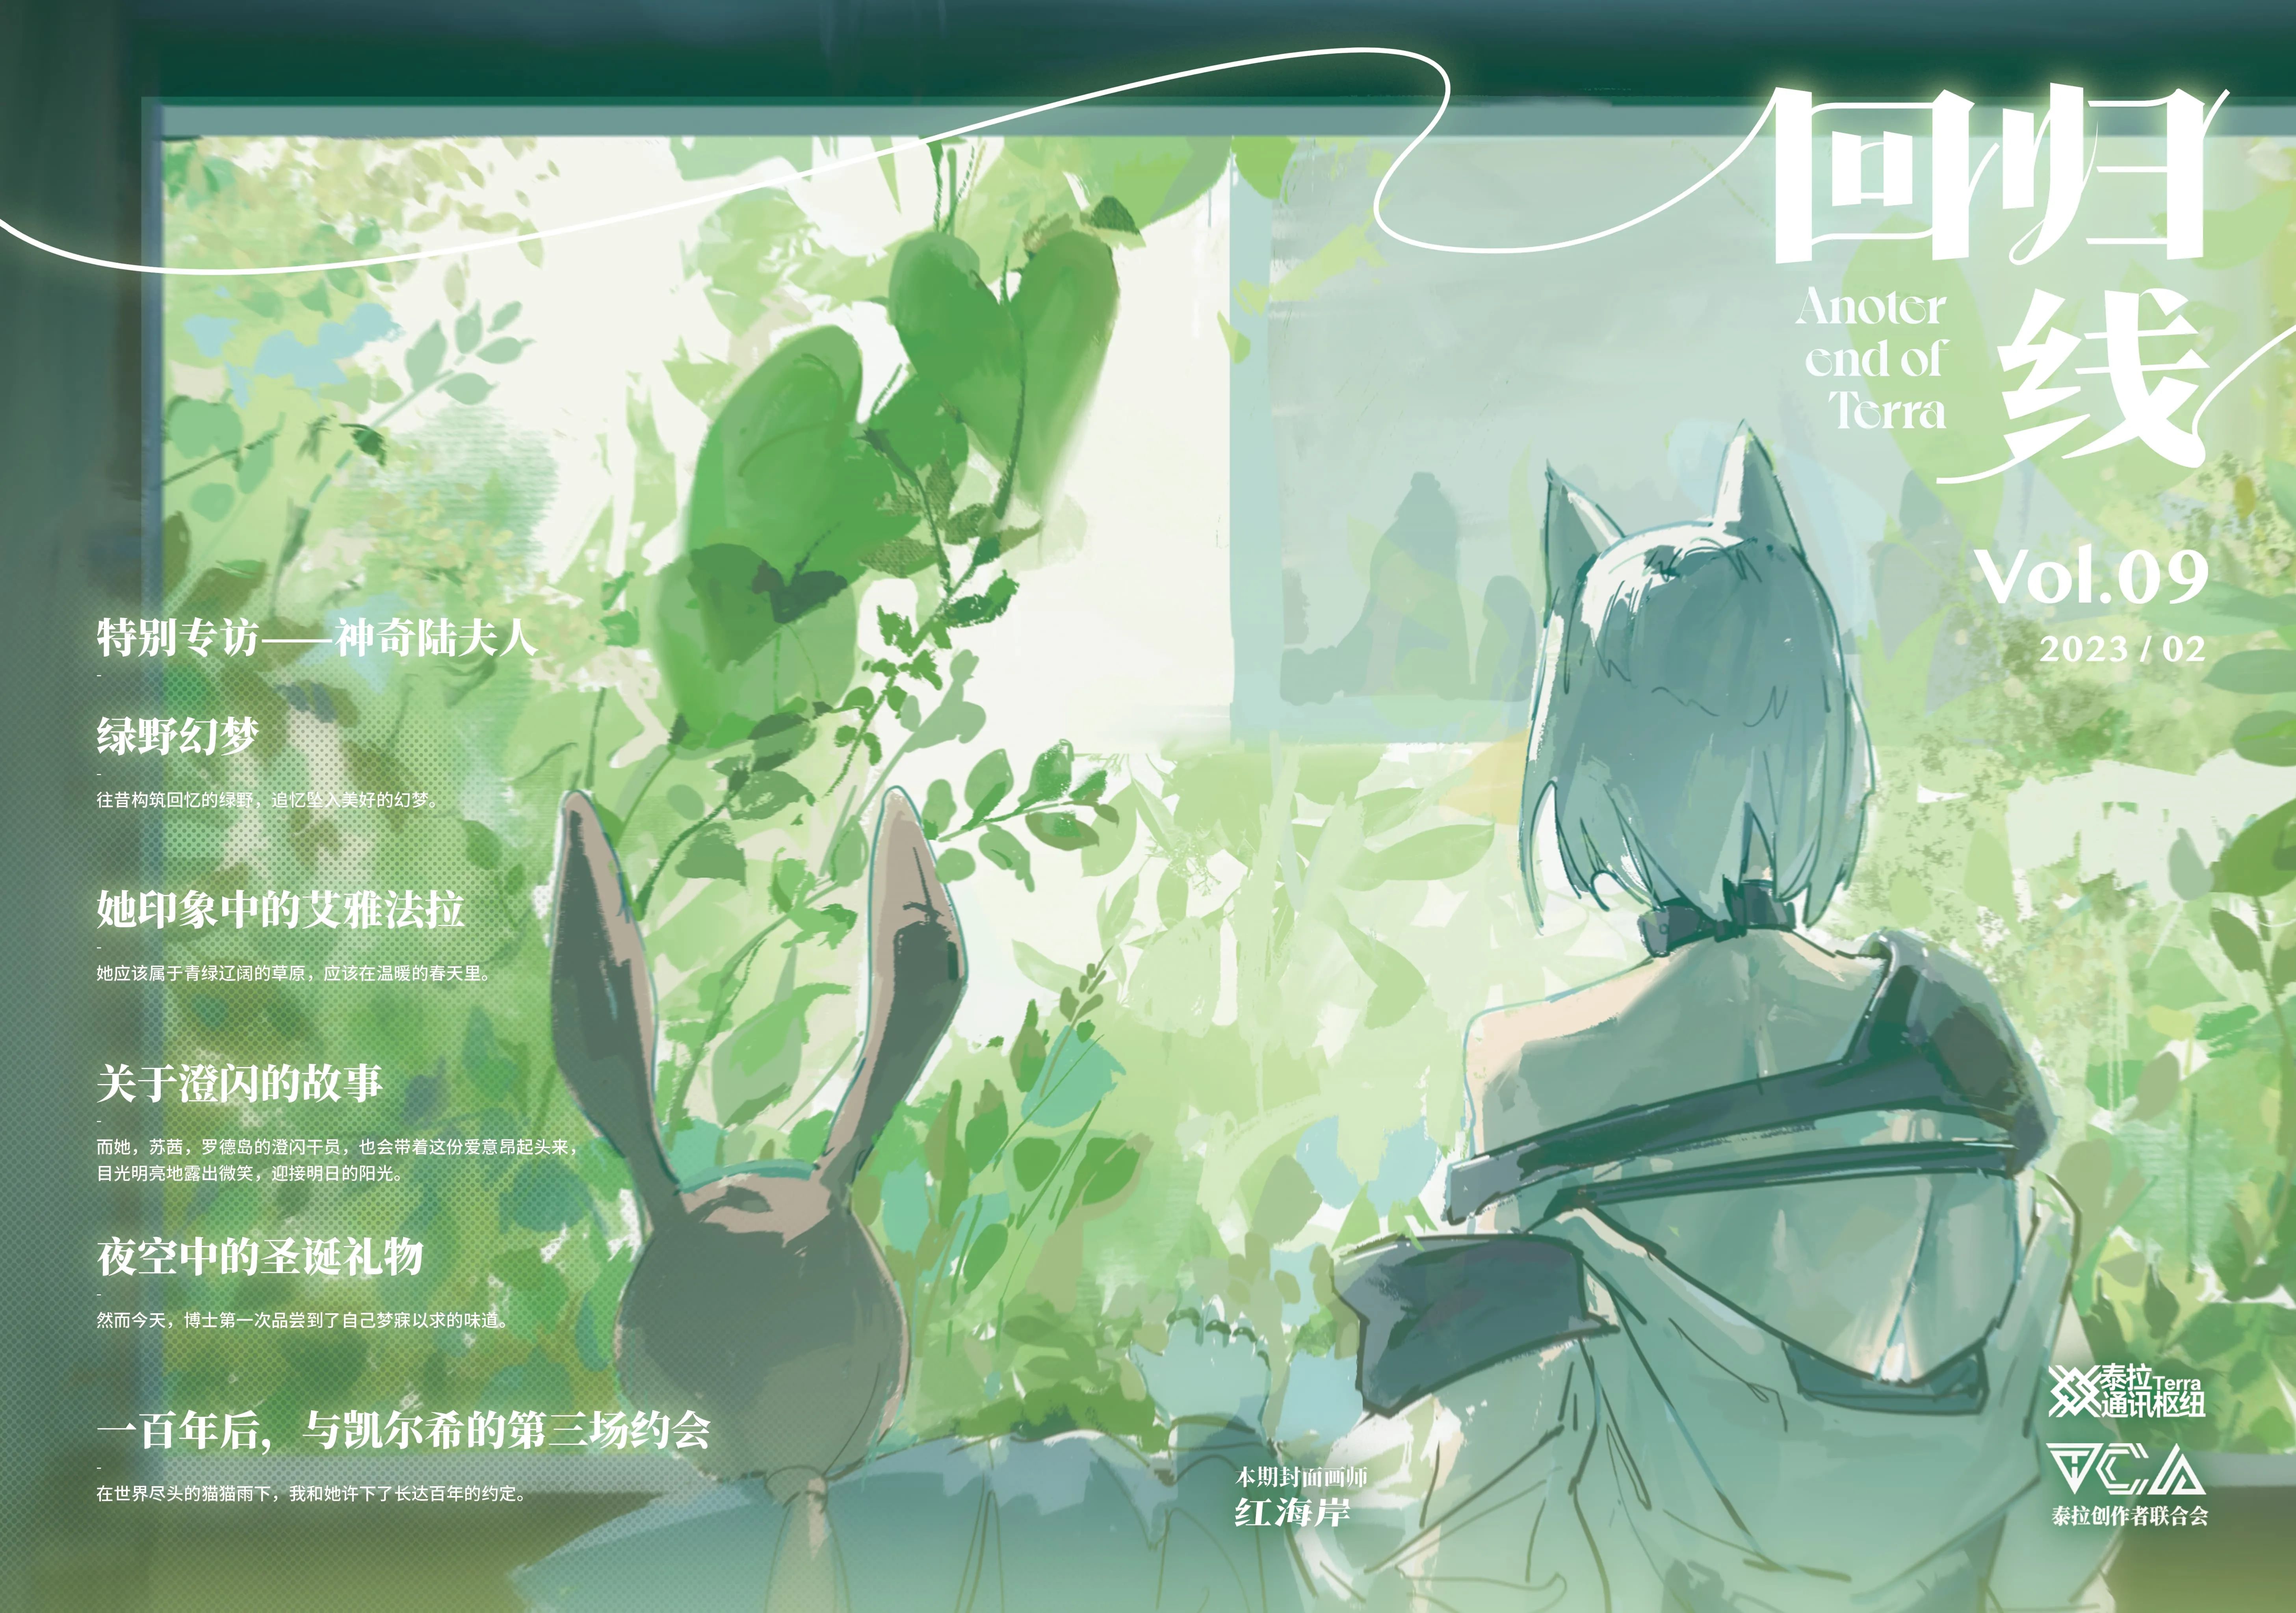 回归
线
Anoter
end of
Terra
Vol.09
2023 / 02
特别专访——神奇陆夫人
-
绿野幻梦
-
往昔构筑回忆的绿野，追忆坠入美好的幻梦。
她印象中的艾雅法拉
-
她应该属于青绿辽阔的草原，应该在温暖的春天里。
关于澄闪的故事
-
而她，苏茜，罗德岛的澄闪干员，也会带着这份爱意昂起头来，
目光明亮地露出微笑，迎接明日的阳光。
夜空中的圣诞礼物
-
然而今天，博士第一次品尝到了自己梦寐以求的味道。
一百年后，与凯尔希的第三场约会
-
在世界尽头的猫猫雨下，我和她许下了长达百年的约定。
本期封面画师
红海岸
泰拉Terra
通讯枢纽
TCA
泰拉创作者联合会